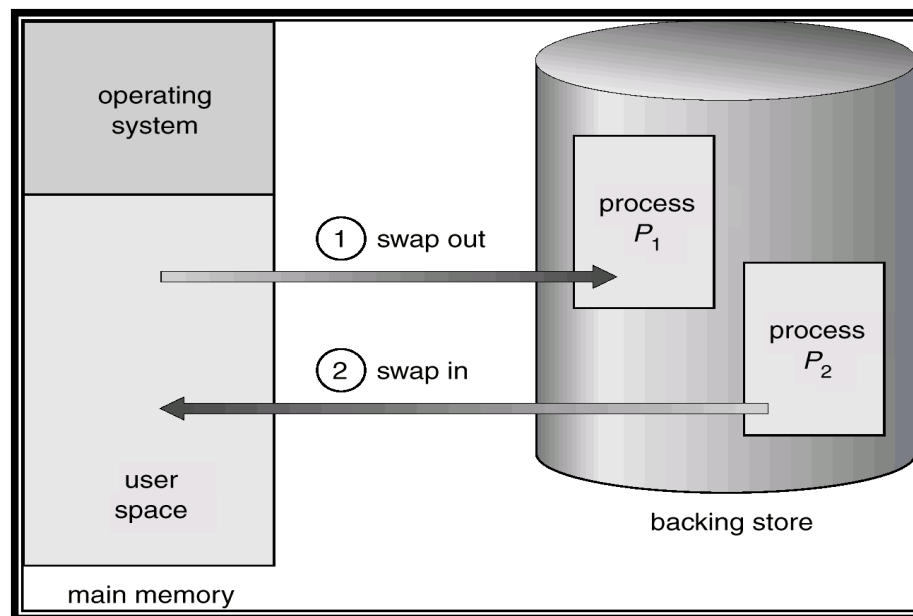 operating
system
1 swap out
process
P1
2 swap in
process
P2
user
space
backing store
main memory